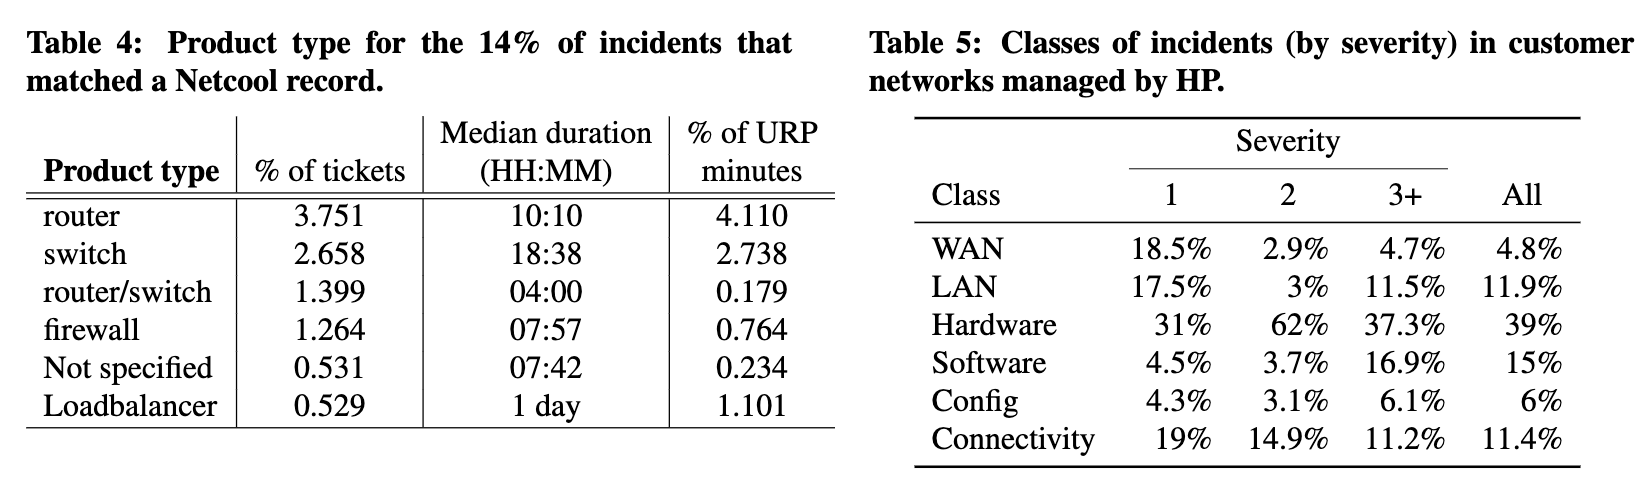 Table 4: Product type for the 14% of incidents that
matched a Netcool record.
Median duration % of URP
Product type % of tickets (HH:MM) minutes
router 3.751 10:10 4.110
switch 2.658 18:38 2.738
router/switch 1.399 04:00 0.179
firewall 1.264 07:57 0.764
Not specified 0.531 07:42 0.234
Loadbalancer 0.529 1 day 1.101
Table 5: Classes of incidents (by severity) in customer
networks managed by HP.
Severity
Class 1 2 3+ All
WAN 18.5% 2.9% 4.7% 4.8%
LAN 17.5% 3% 11.5% 11.9%
Hardware 31% 62% 37.3% 39%
Software 4.5% 3.7% 16.9% 15%
Config 4.3% 3.1% 6.1% 6%
Connectivity 19% 14.9% 11.2% 11.4%